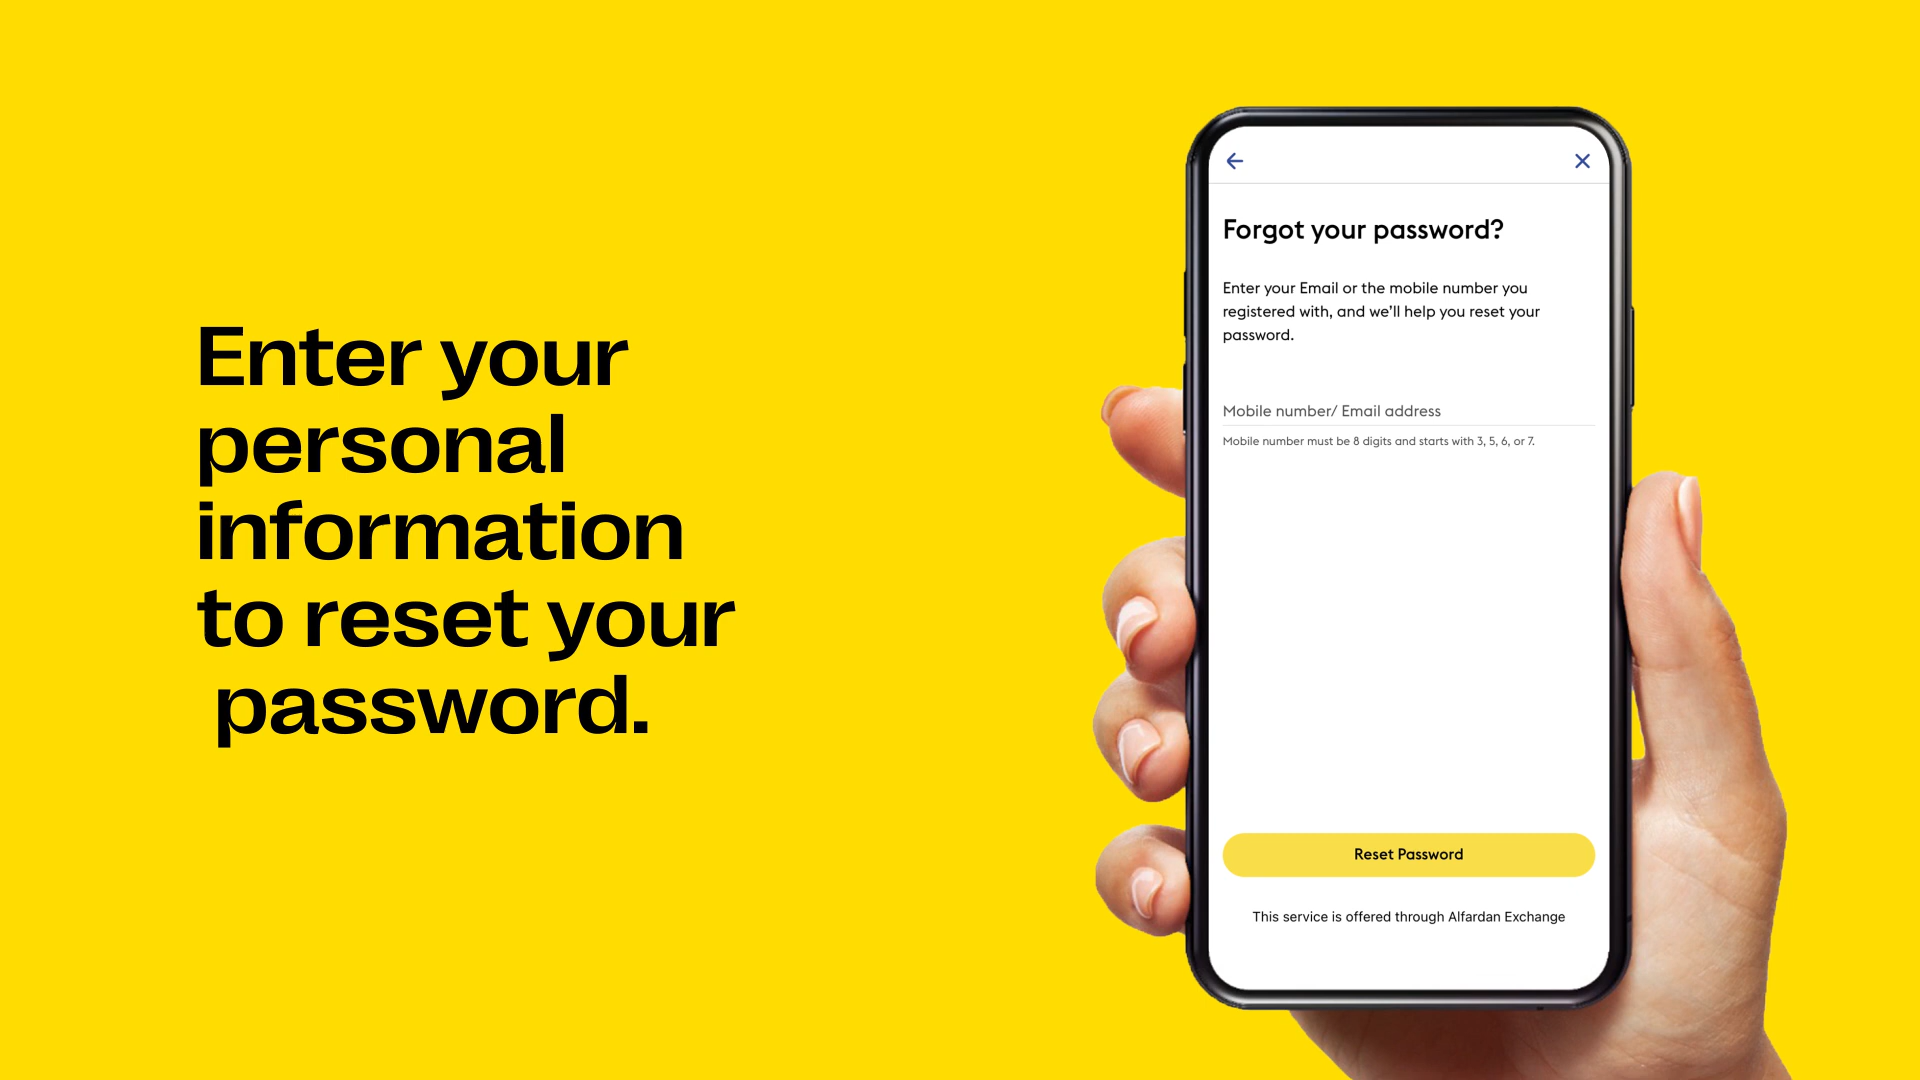 Enter your
personal
information
to reset your
password.
Forgot your password?
Enter your Email or the mobile number you
registered with, and we'll help you reset your
password.
Mobile number/ Email address
Mobile number must be 8 digits and starts with 3, 5, 6, or 7.
Reset Password
This service is offered through Alfardan Exchange